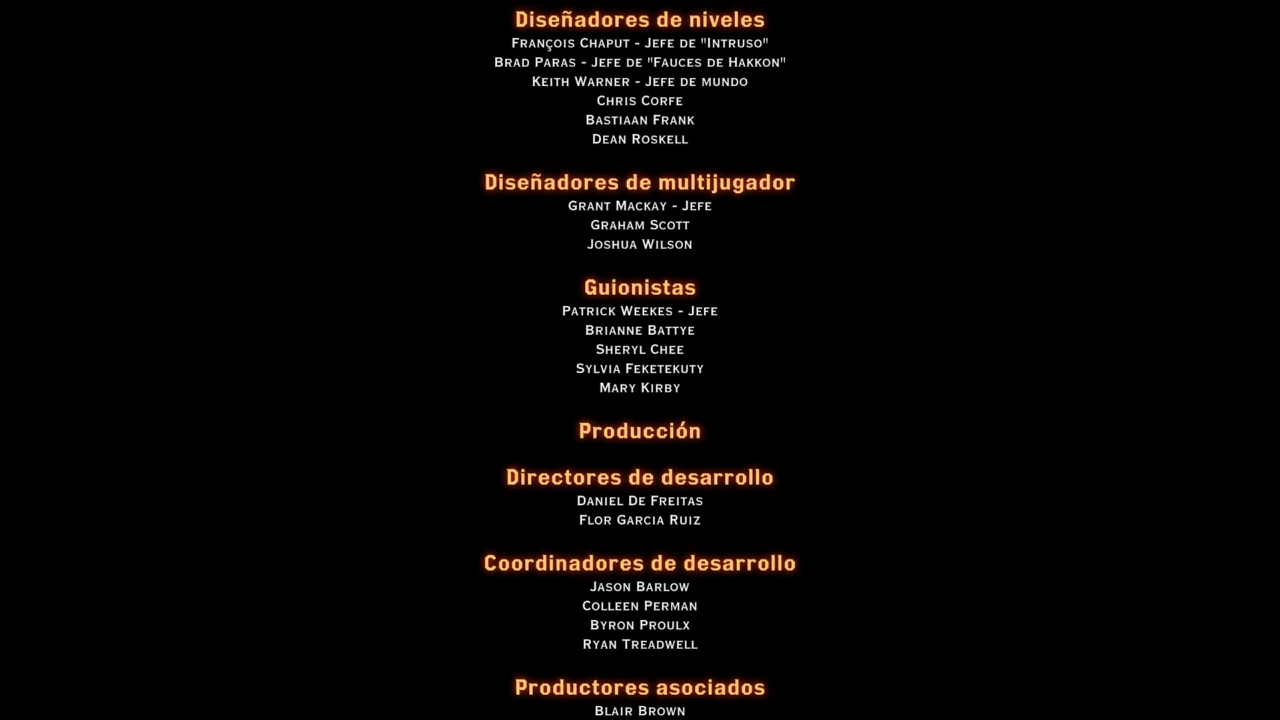 Diseñadores de niveles
François Chaput - Jefe de "Intruso"
Brad Paras - Jefe de "Fauces de Hakkon"
Keith Warner - Jefe de mundo
Chris Corfe
Bastiaan Frank
Dean Roskell
Diseñadores de multijugador
Grant Mackay - Jefe
Graham Scott
Joshua Wilson
Guionistas
Patrick Weekes - Jefe
Brianne Battye
Sheryl Chee
Sylvia Feketekuty
Mary Kirby
Producción
Directores de desarrollo
Daniel De Freitas
Flor Garcia Ruiz
Coordinadores de desarrollo
Jason Barlow
Colleen Perman
Byron Proulx
Ryan Treadwell
Productores asociados
Blair Brown